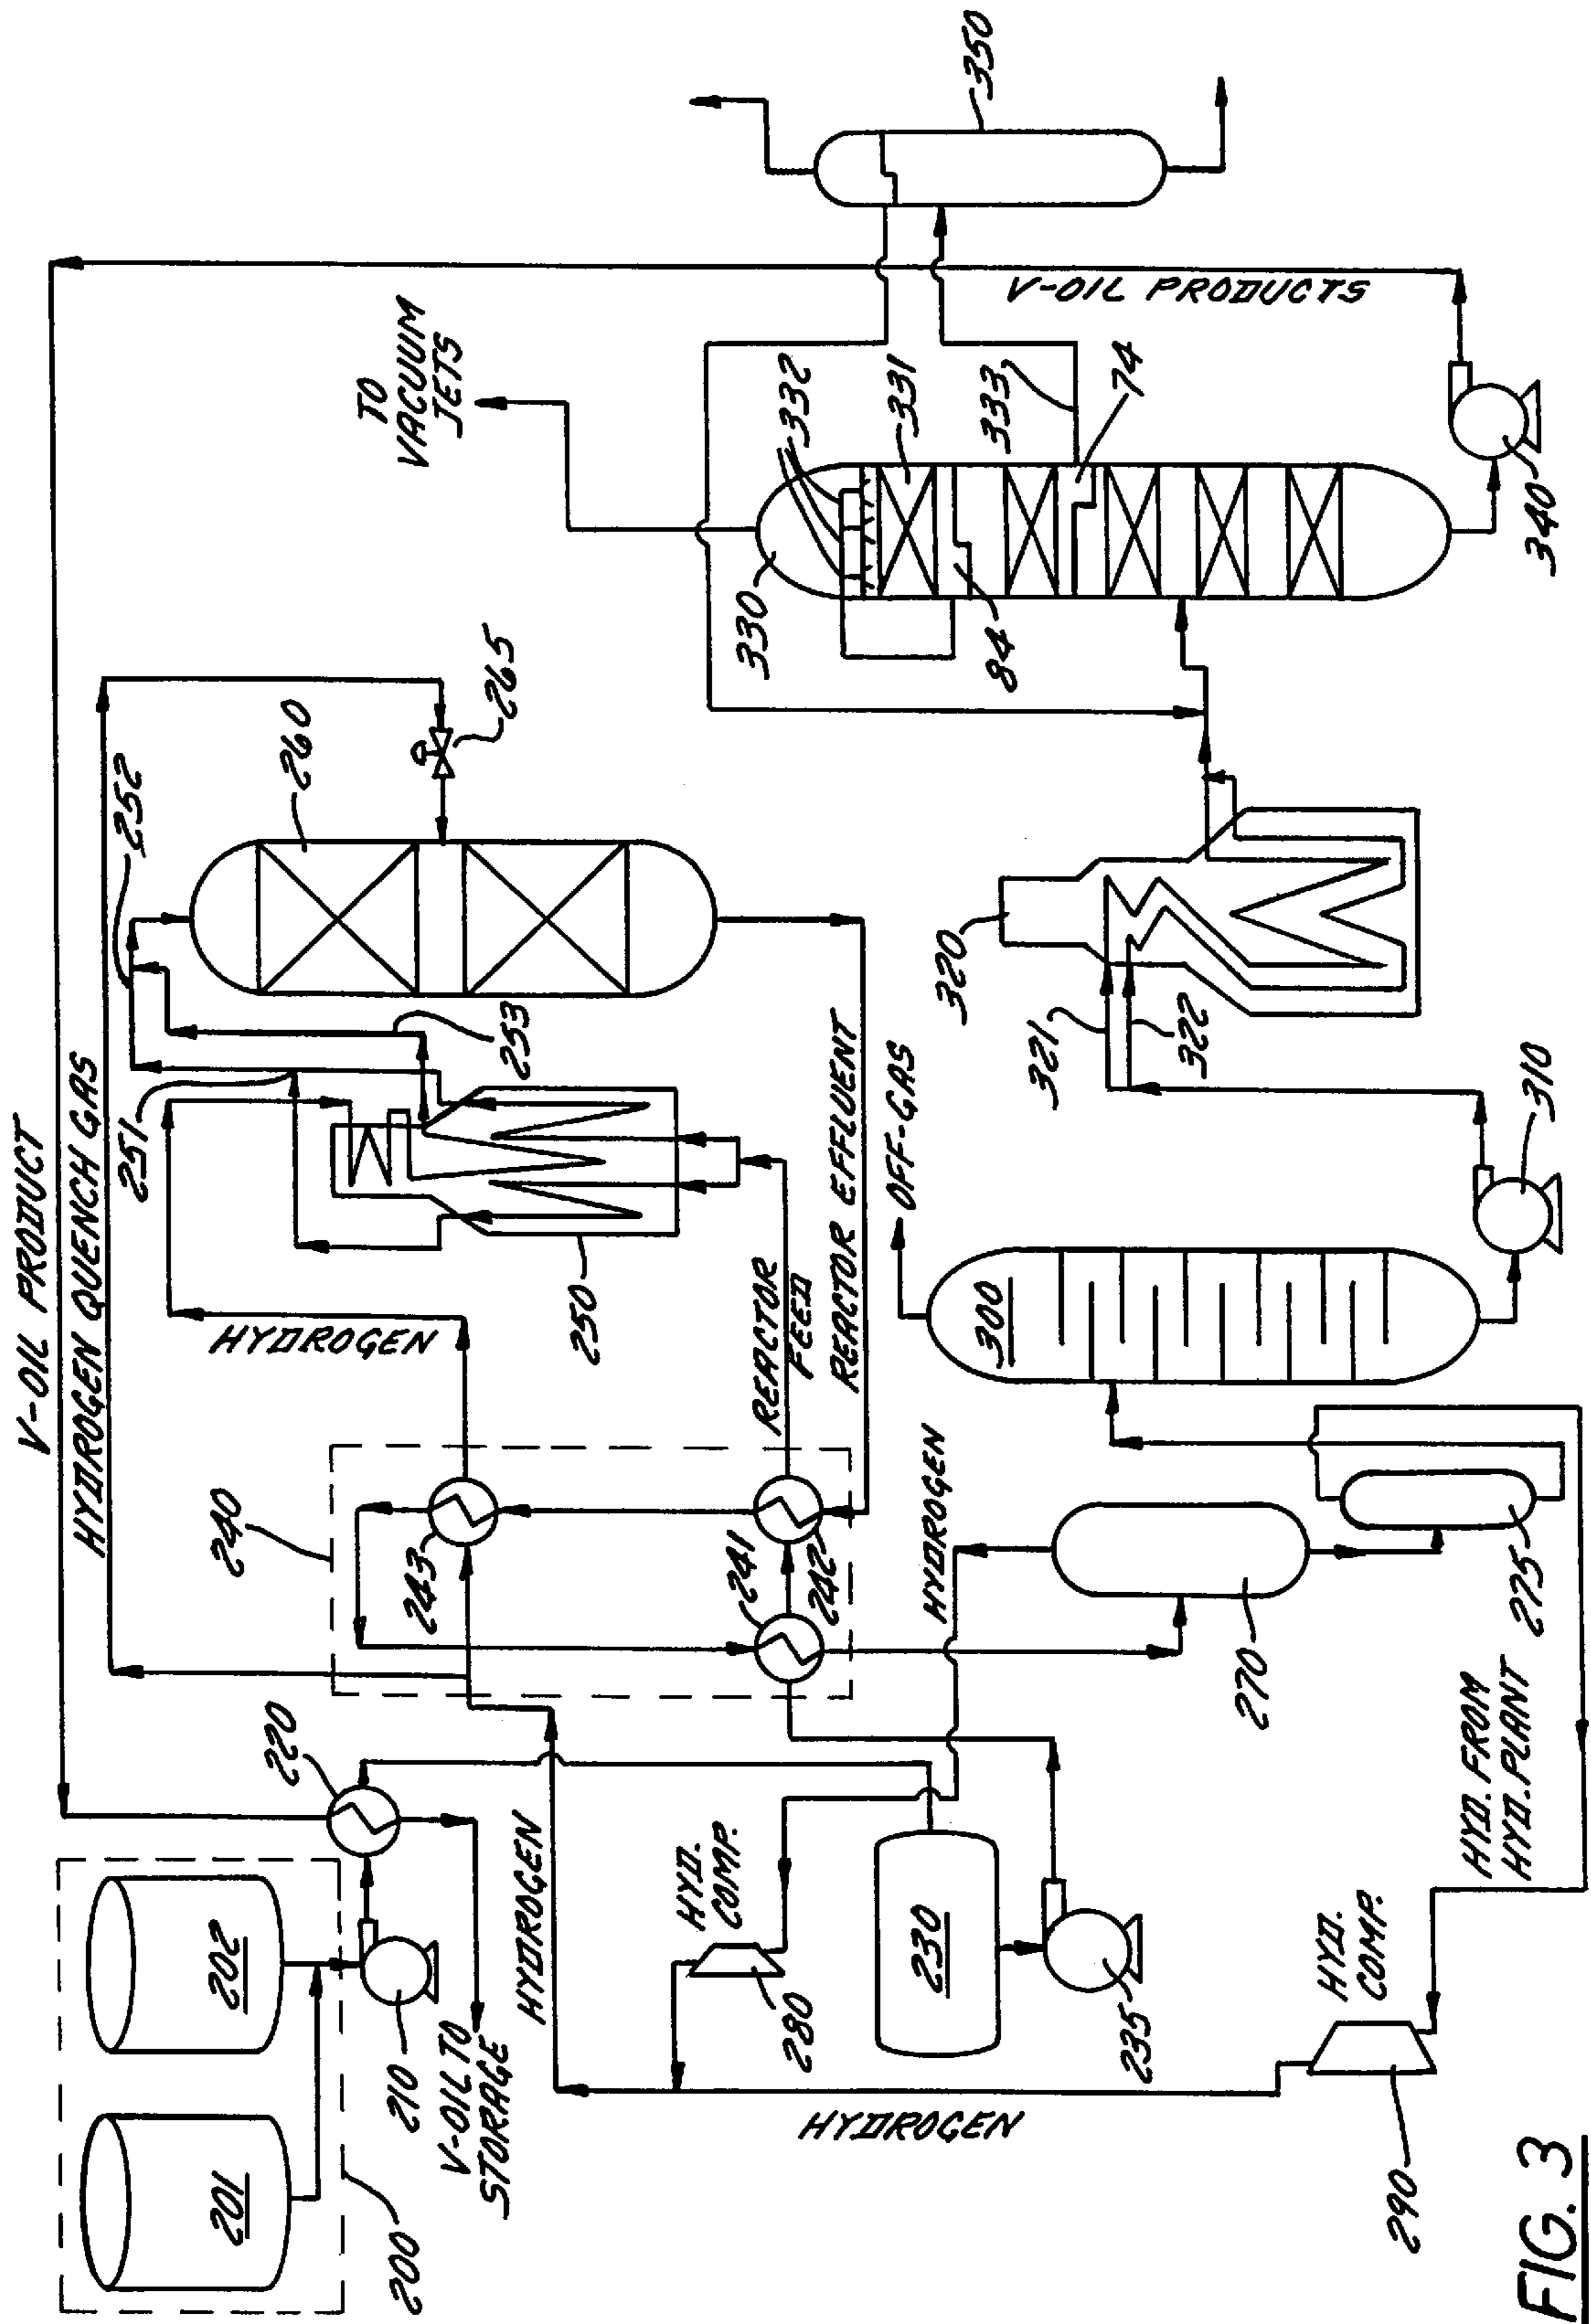 V-OIL PRODUCT
HYDROGEN QUENCH GAS
200
201
202
210
V-OIL TO
STORAGE
220
240
243
241
242
HYDROGEN
251
252
253
250
260
265
REACTOR
FEED
REACTOR EFFLUENT
HYDROGEN
HYD.
COMP.
280
230
235
HYDROGEN
290
HYD.
COMP.
HYD. FROM
HYD. PLANT
HYDROGEN
270
275
300
OFF-GAS
310
320
321
322
TO
VACUUM
JETS
330
332
331
333
74
84
340
V-OIL PRODUCTS
350
FIG. 3